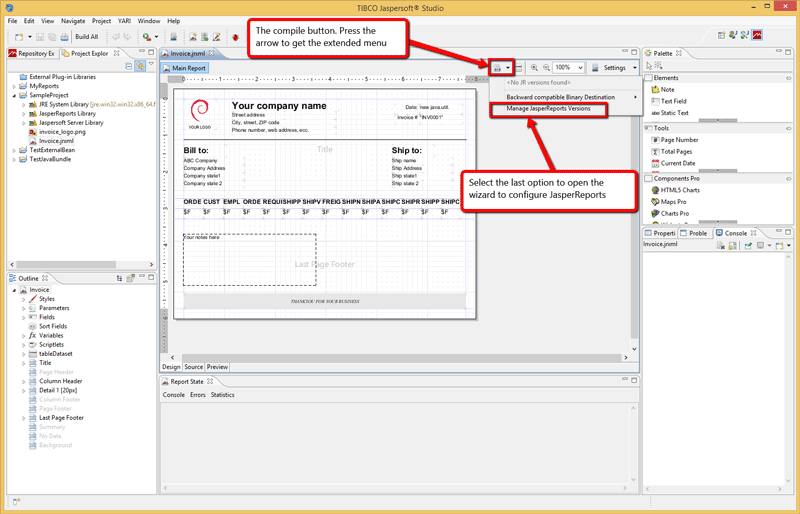 TIBCO Jaspersoft® Studio
File Edit View Navigate Project YARI Window Help
Build All
The compile button. Press the
arrow to get the extended menu
Repository Ex
Project Explor
External Plug-in Libraries
MyReports
SampleProject
JRE System Library [jre.win32.win32.x86_64.f
JasperReports Library
Jaspersoft Server Library
invoice_logo.png
Invoice.jrxml
TestExternalBean
TestJavaBundle
Outline
Invoice
Styles
Parameters
Fields
Sort Fields
Variables
Scriptlets
tableDataset
Title
Page Header
Column Header
Detail 1 [20px]
Column Footer
Page Footer
Last Page Footer
Summary
No Data
Background
Invoice.jrxml
Main Report
100%
Settings
<No JR versions found>
Backward compatible Binary Destination
Manage JasperReports Versions
Select the last option to open the
wizard to configure JasperReports
YOUR LOGO
Your company name
Street address
City, street, ZIP code
Phone number, web address, ecc.
Date: new java.util.
Invoice # "INV0001"
Title
Bill to:
ABC Company
Company Address
Company state1
Company state 2
Ship to:
Ship name
Ship Address
Ship state1
Ship state 2
ORDE CUST EMPL ORDE REQUI SHIPP SHIPV FREIG SHIPN SHIPA SHIPC SHIPR SHIPP SHIPC
$F $F $F $F $F $F $F $F $F $F $F $F $F $F
Your notes here
Last Page Footer
THANKYOU FOR YOUR BUSINESS
Design Source Preview
Report State
Console Errors Statistics
Palette
Elements
Note
Text Field
Static Text
Tools
Page Number
Total Pages
Current Date
Components Pro
HTML5 Charts
Maps Pro
Charts Pro
Properti
Proble
Console
Invoice.jrxml